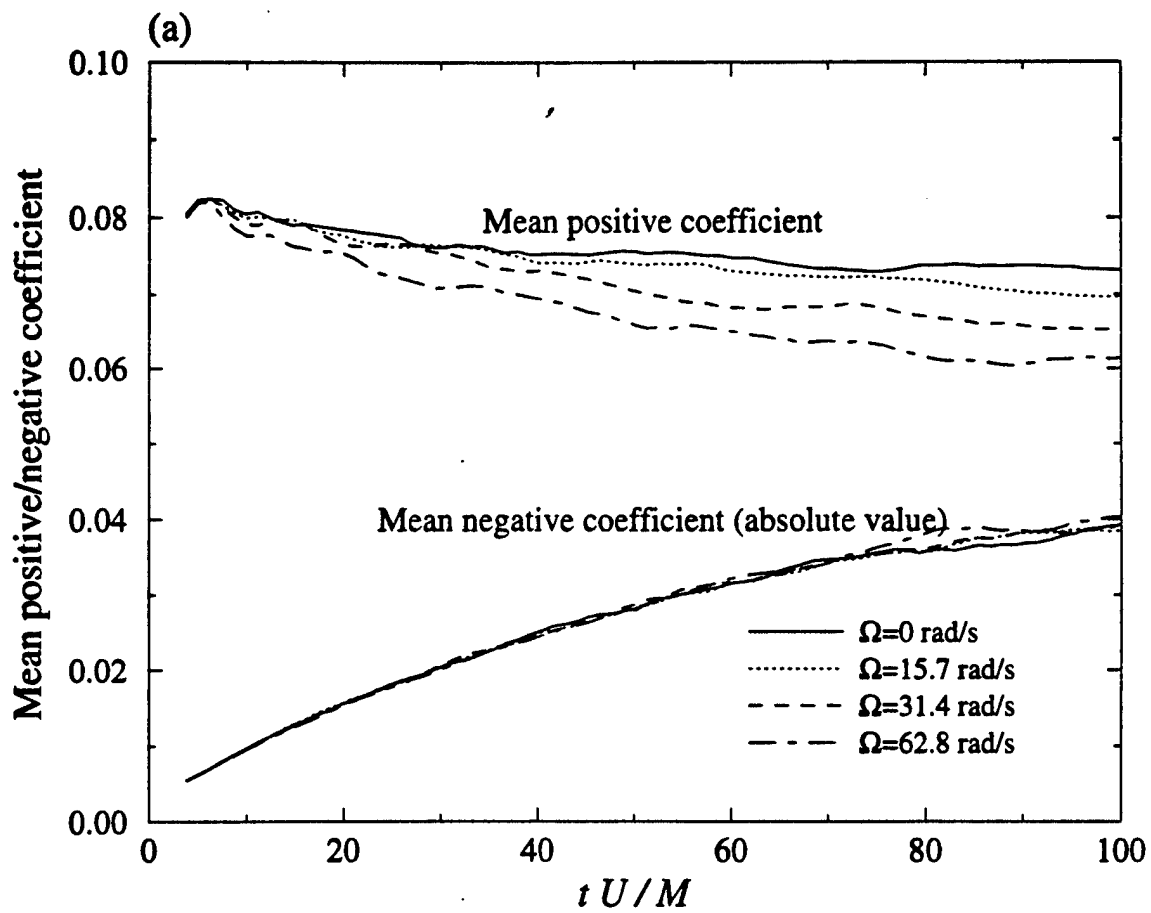 (a)
0.10
0.08
0.06
0.04
0.02
0.00
Mean positive/negative coefficient
Mean positive coefficient
Mean negative coefficient (absolute value)
Ω=0 rad/s
Ω=15.7 rad/s
Ω=31.4 rad/s
Ω=62.8 rad/s
0 20 40 60 80 100
t U / M